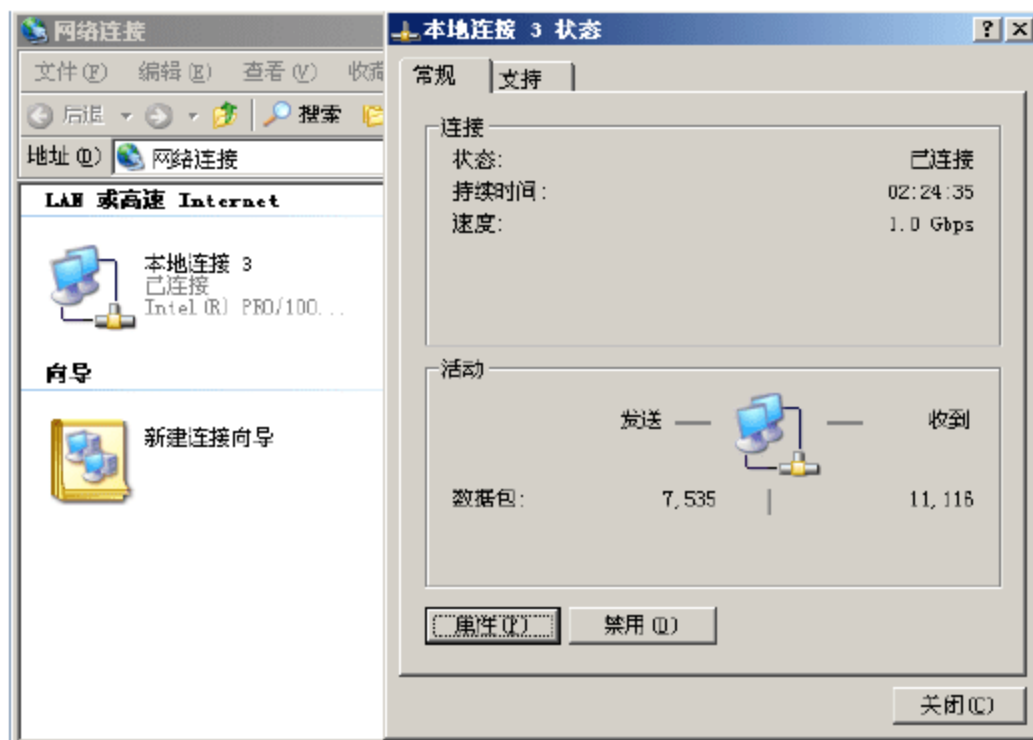 网络连接
文件(F) 编辑(E) 查看(V) 收藏
后退 搜索
地址(D) 网络连接
LAN 或高速 Internet
本地连接 3
已连接
Intel(R) PRO/100...
向导
新建连接向导
本地连接 3 状态
常规 支持
连接
状态: 已连接
持续时间: 02:24:35
速度: 1.0 Gbps
活动
发送 — — 收到
数据包: 7,535 | 11,116
属性(P) 禁用(D)
关闭(C)